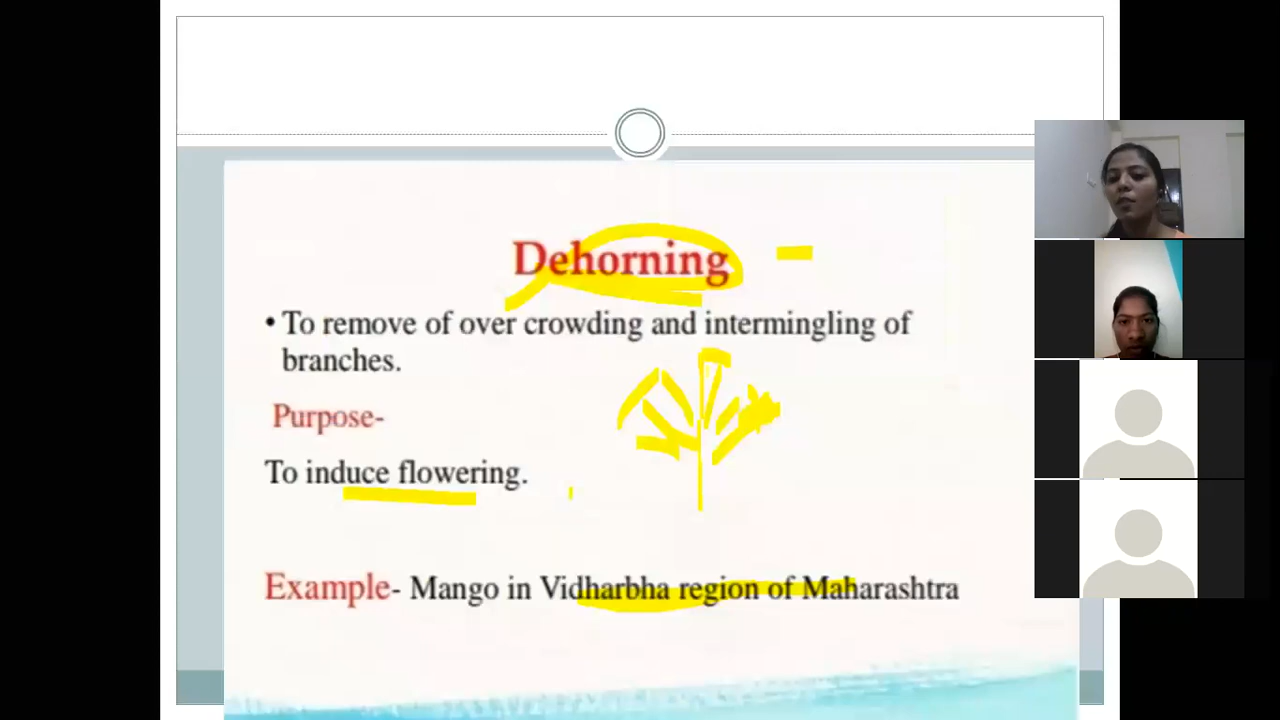 Dehorning
• To remove of over crowding and intermingling of
branches.
Purpose-
To induce flowering.
Example- Mango in Vidharbha region of Maharashtra